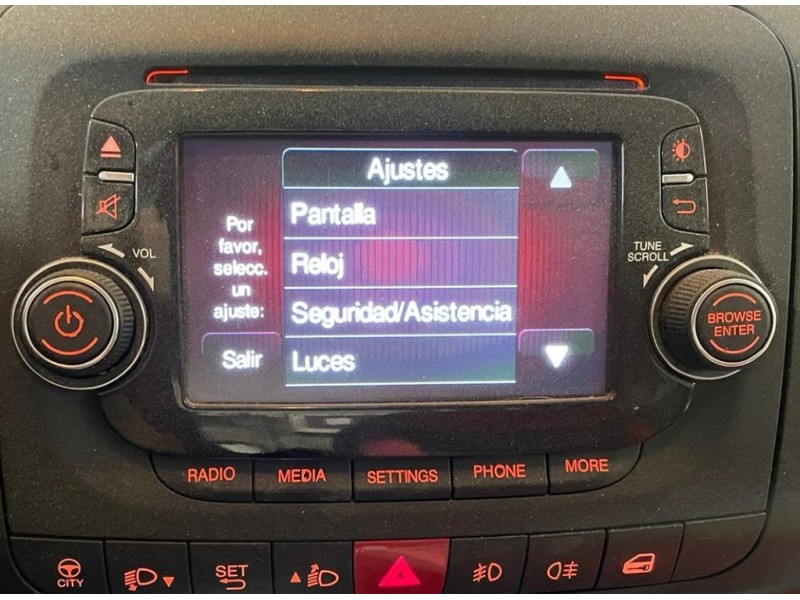 Ajustes
Por
favor,
selecc.
un
ajuste:
Salir
Pantalla
Reloj
Seguridad/Asistencia
Luces
VOL
TUNE
SCROLL
BROWSE
ENTER
RADIO
MEDIA
SETTINGS
PHONE
MORE
CITY
SET